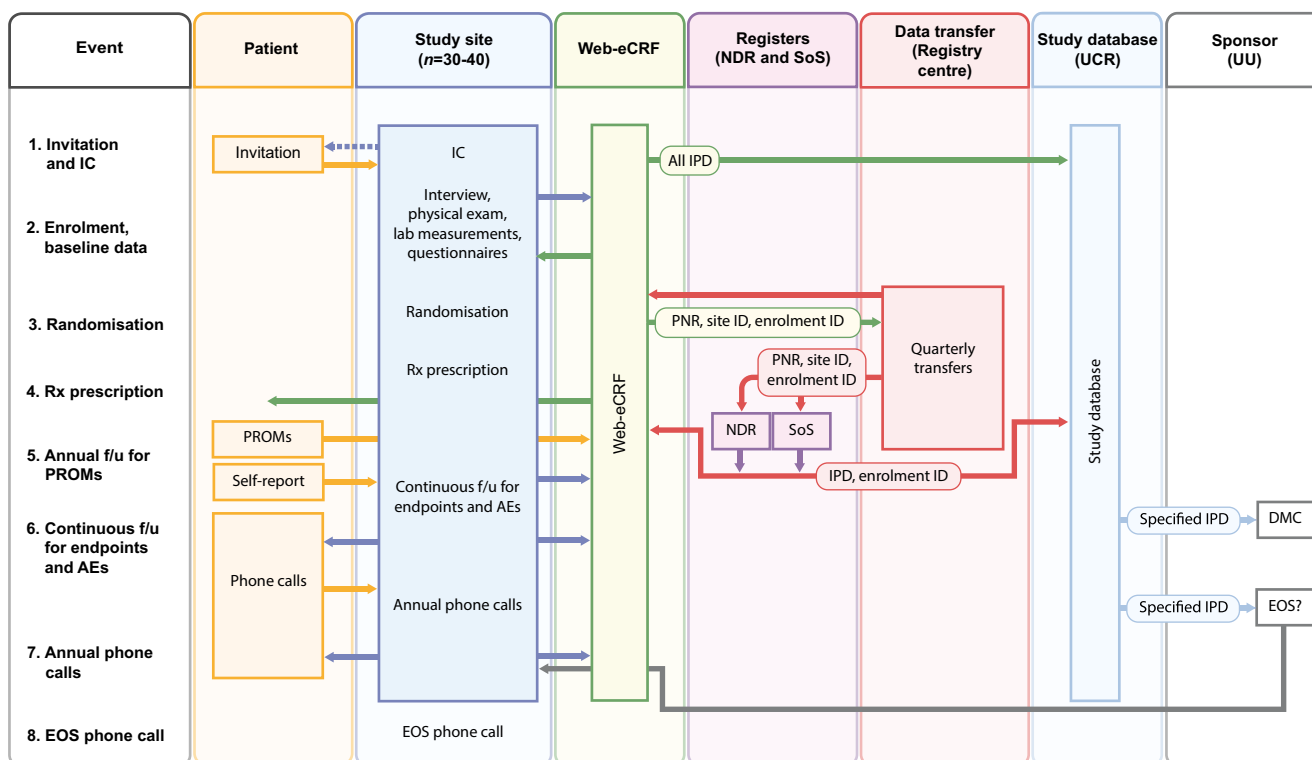 Event
Patient
Study site
(n=30-40)
Web-eCRF
Registers
(NDR and SoS)
Data transfer
(Registry
centre)
Study database
(UCR)
Sponsor
(UU)
1. Invitation
and IC
2. Enrolment,
baseline data
3. Randomisation
4. Rx prescription
5. Annual f/u for
PROMs
6. Continuous f/u
for endpoints
and AEs
7. Annual phone
calls
8. EOS phone call
Invitation
PROMs
Self-report
Phone calls
IC
Interview,
physical exam,
lab measurements,
questionnaires
Randomisation
Rx prescription
Continuous f/u for
endpoints and AEs
Annual phone calls
EOS phone call
Web-eCRF
All IPD
PNR, site ID, enrolment ID
PNR, site ID,
enrolment ID
NDR
SoS
IPD, enrolment ID
Quarterly
transfers
Study database
Specified IPD
DMC
Specified IPD
EOS?